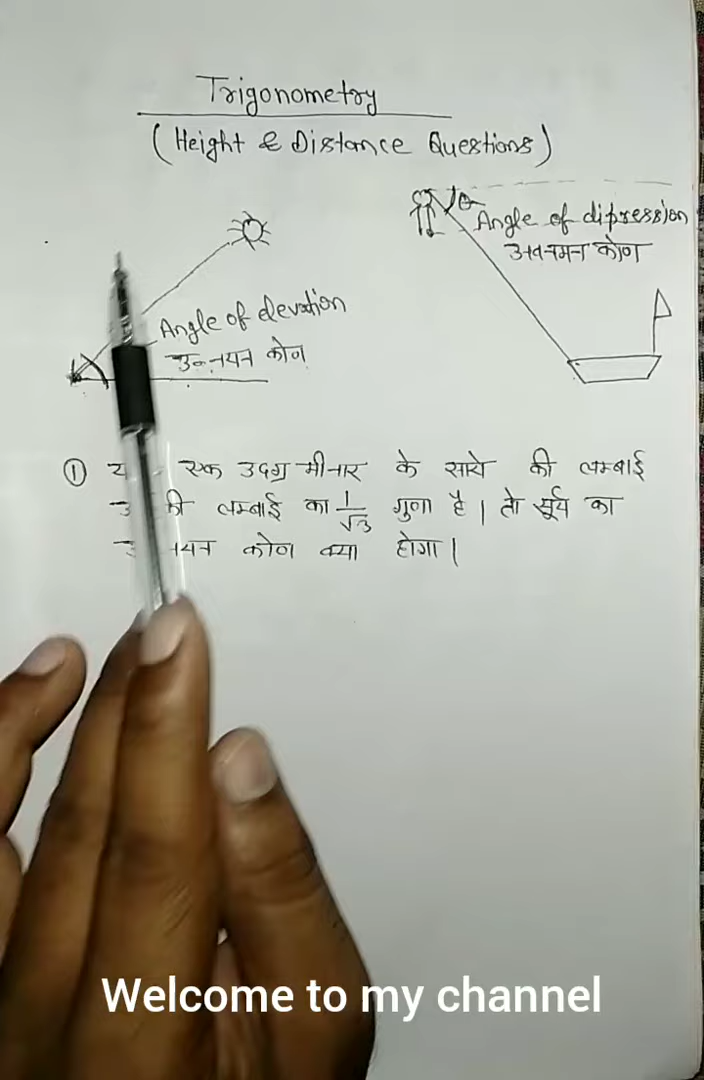 Trigonometry
(Height & Distance Questions)
Angle of dipression
अवनमन कोण
Angle of elevation
उन्नयन कोण
① एक उदग्र मीनार के साये की लम्बाई
की लम्बाई का 1/√3 गुणा है। तो सूर्य का
कोण क्या होगा।
Welcome to my channel